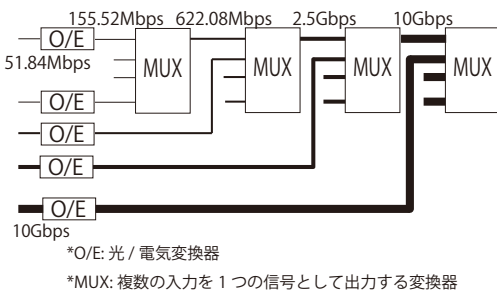 155.52Mbps 622.08Mbps 2.5Gbps 10Gbps
O/E
51.84Mbps
MUX MUX MUX MUX
O/E
O/E
O/E
O/E
10Gbps
*O/E: 光 / 電気変換器
*MUX: 複数の入力を 1 つの信号として出力する変換器